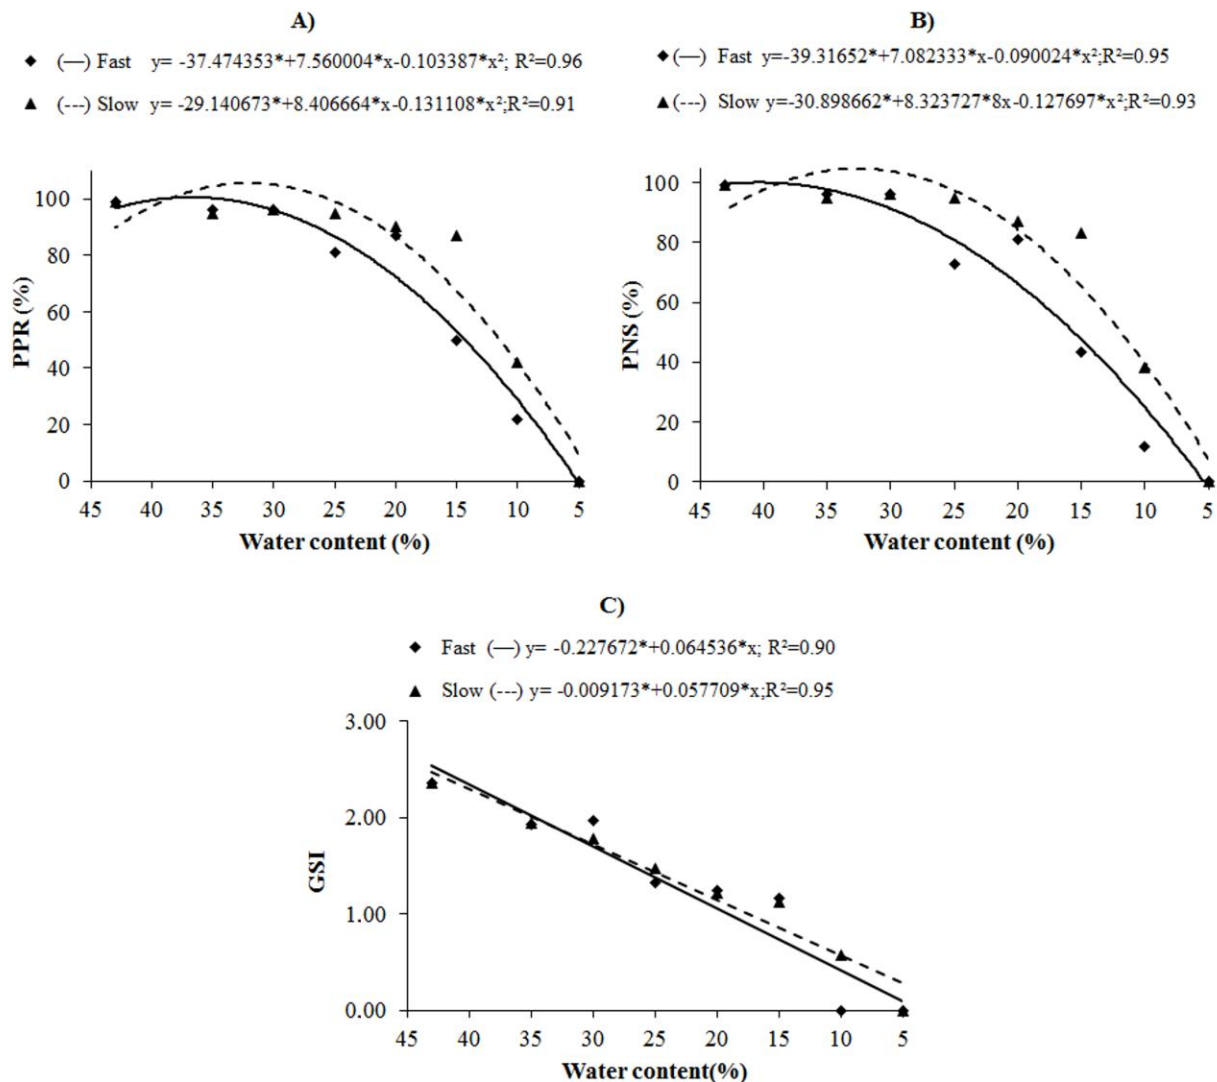 A)
◆ (—) Fast y= -37.474353*+7.560004*x-0.103387*x²; R²=0.96
▲ (---) Slow y= -29.140673*+8.406664*x-0.131108*x²;R²=0.91
100
80
60
40
20
0
PPR (%)
45 40 35 30 25 20 15 10 5
Water content (%)
B)
◆ (—) Fast y=-39.31652*+7.082333*x-0.090024*x²;R²=0.95
▲ (---) Slow y=-30.898662*+8.323727*8x-0.127697*x²;R²=0.93
100
80
60
40
20
0
PNS (%)
45 40 35 30 25 20 15 10 5
Water content (%)
C)
◆ Fast (—) y= -0.227672*+0.064536*x; R²=0.90
▲ Slow (---) y= -0.009173*+0.057709*x;R²=0.95
3.00
2.00
1.00
0.00
GSI
45 40 35 30 25 20 15 10 5
Water content(%)